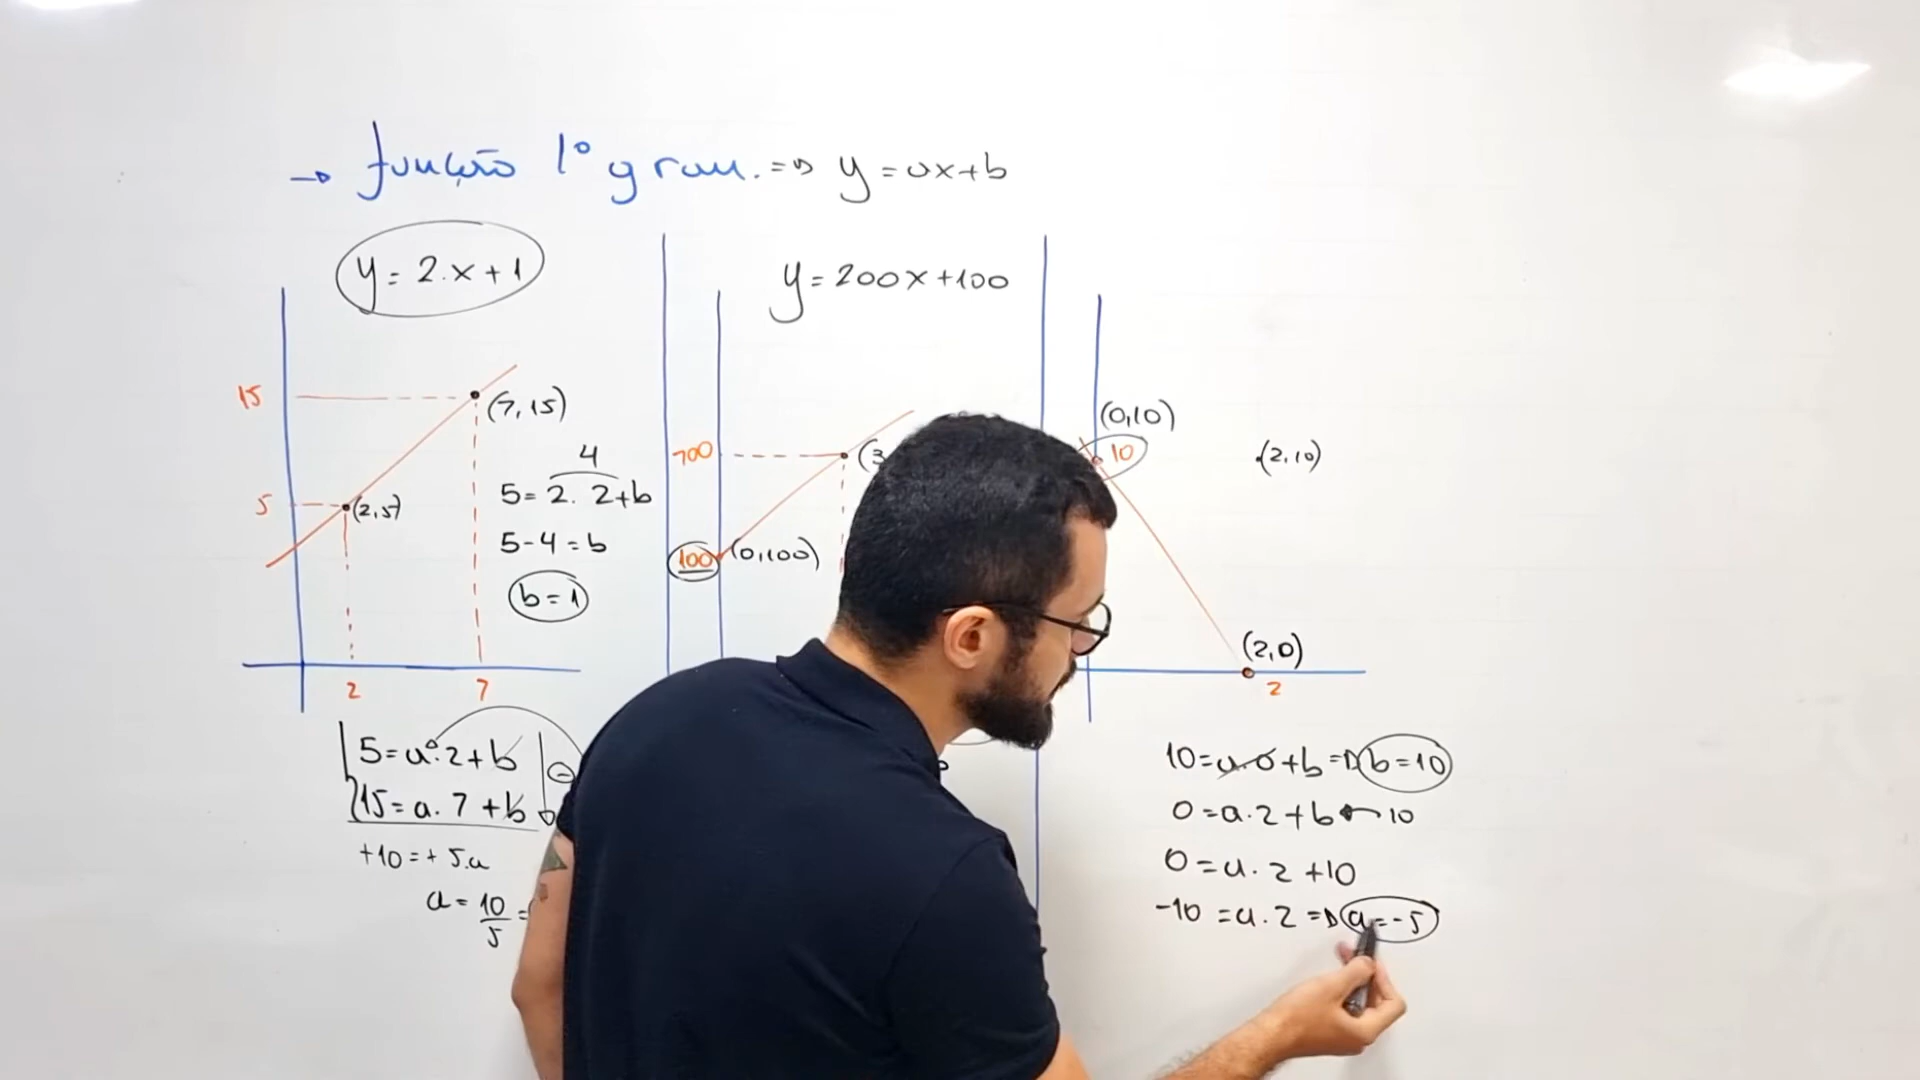 → função 1º grau. => y = ax+b
y = 2.x + 1
15
(7,15)
5
(2,5)
4
5 = 2. 2+b
5-4 = b
b = 1
2
7
5 = a.2+b
15 = a. 7 +b
+10 = + 5.a
a = 10/5 =
y = 200x +100
700
(3
100
(0,100)
(0,10)
10
(2,10)
(2,0)
2
10 = a.0+b => b = 10
0 = a.2+b ← 10
0 = a. 2 +10
-10 = a. 2 => a = -5